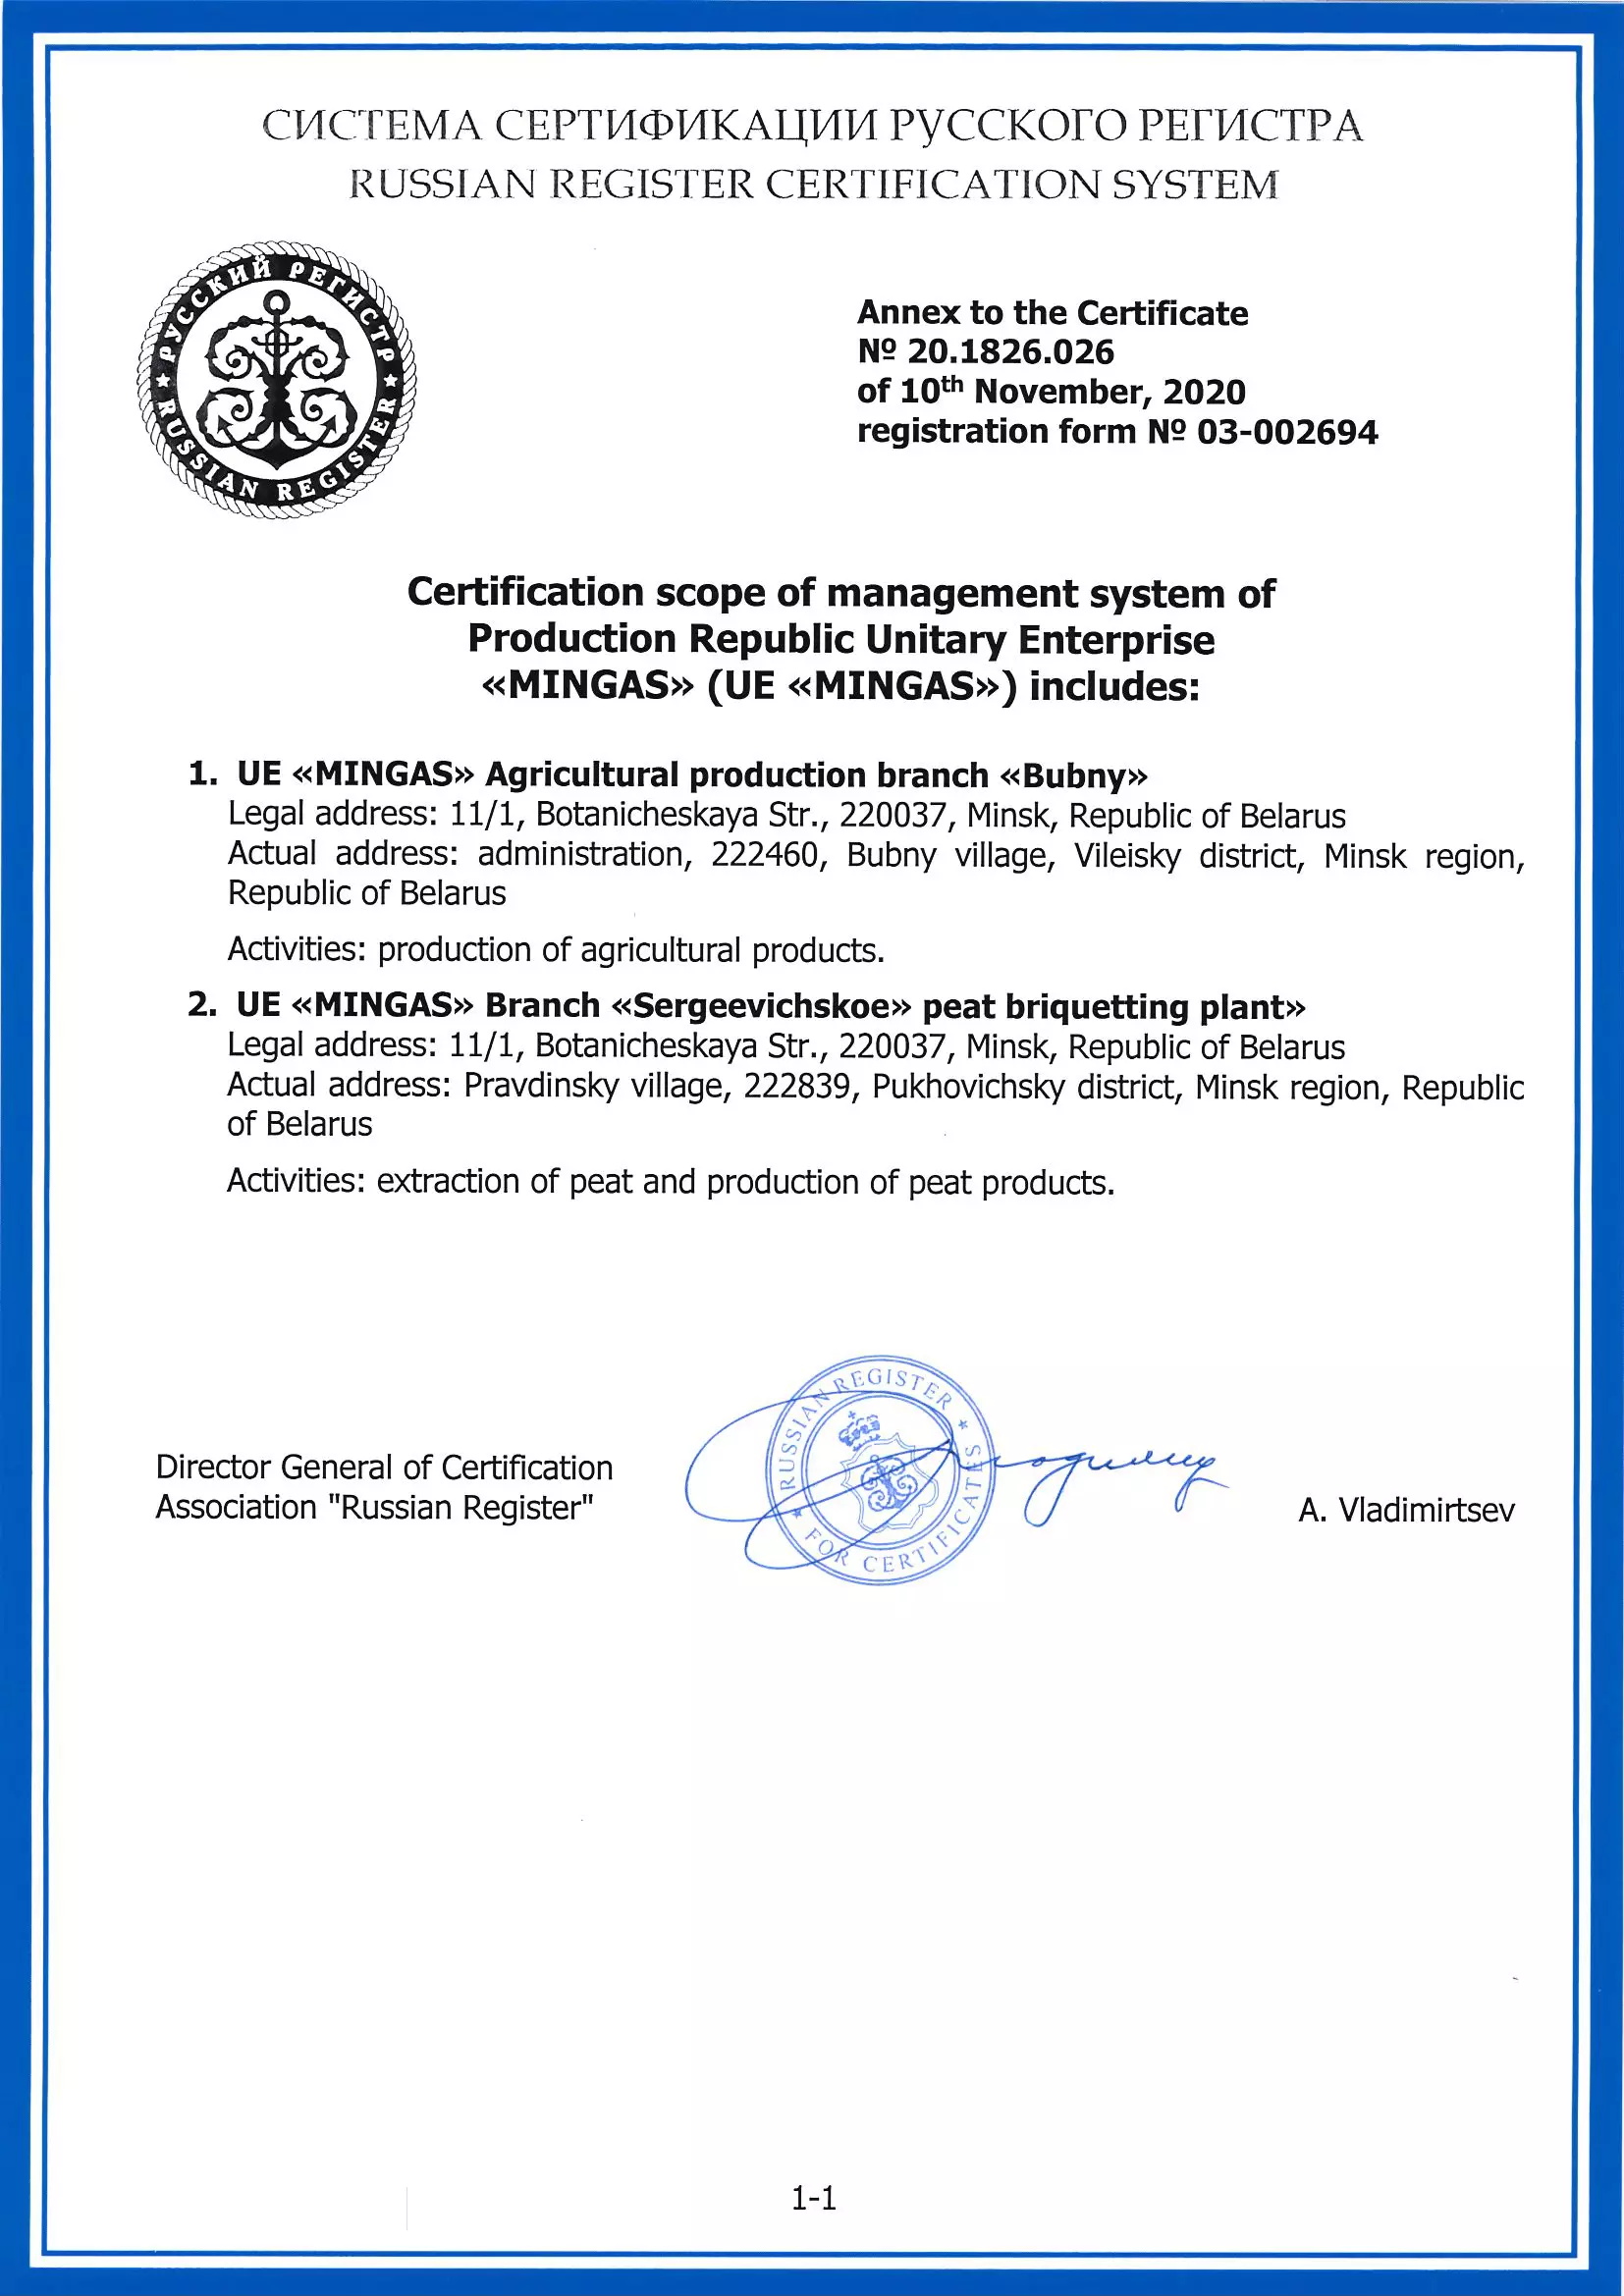 СИСТЕМА СЕРТИФИКАЦИИ РУССКОГО РЕГИСТРА
RUSSIAN REGISTER CERTIFICATION SYSTEM
РУССКИЙ РЕГИСТР
RUSSIAN REGISTER
Annex to the Certificate
№ 20.1826.026
of 10th November, 2020
registration form № 03-002694
Certification scope of management system of
Production Republic Unitary Enterprise
«MINGAS» (UE «MINGAS») includes:
1. UE «MINGAS» Agricultural production branch «Bubny»
Legal address: 11/1, Botanicheskaya Str., 220037, Minsk, Republic of Belarus
Actual address: administration, 222460, Bubny village, Vileisky district, Minsk region,
Republic of Belarus
Activities: production of agricultural products.
2. UE «MINGAS» Branch «Sergeevichskoe» peat briquetting plant»
Legal address: 11/1, Botanicheskaya Str., 220037, Minsk, Republic of Belarus
Actual address: Pravdinsky village, 222839, Pukhovichsky district, Minsk region, Republic
of Belarus
Activities: extraction of peat and production of peat products.
RUSSIAN REGISTER
FOR CERTIFICATES
Director General of Certification
Association "Russian Register"
A. Vladimirtsev
1-1